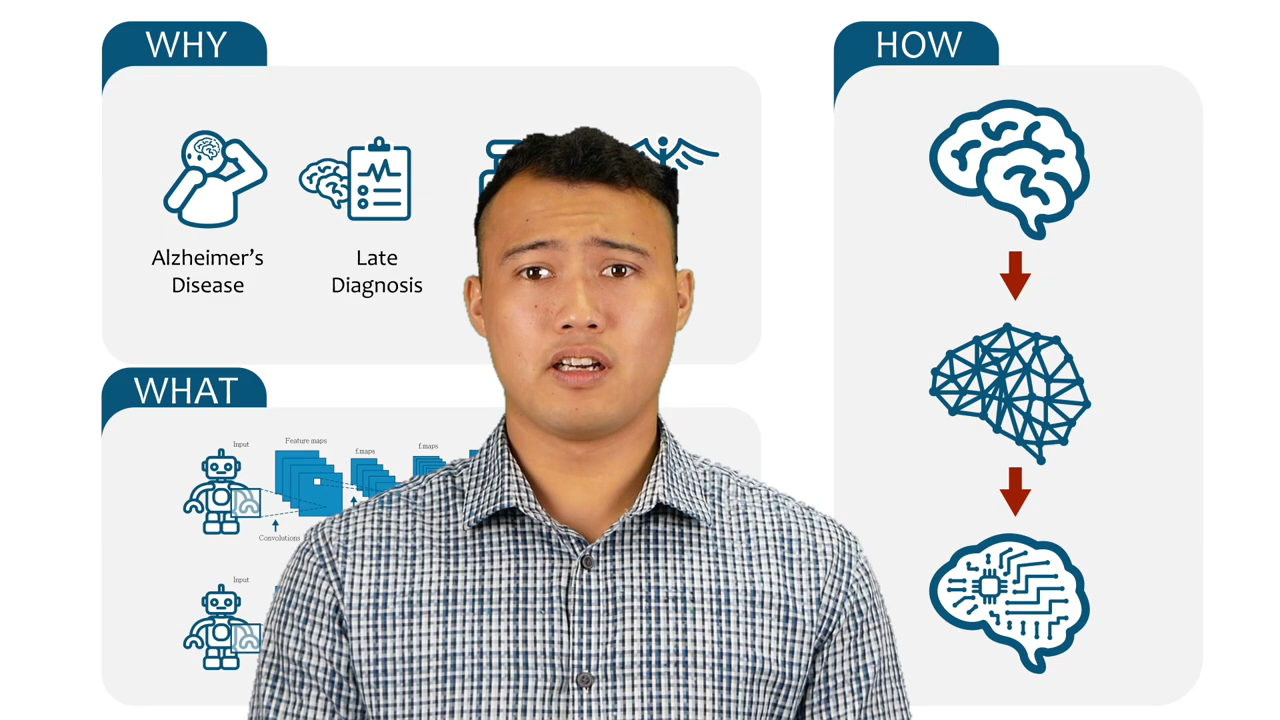 WHY
Alzheimer's
Disease
Late
Diagnosis
WHAT
Input
Feature maps
f.maps
f.maps
Convolutions
Input
HOW